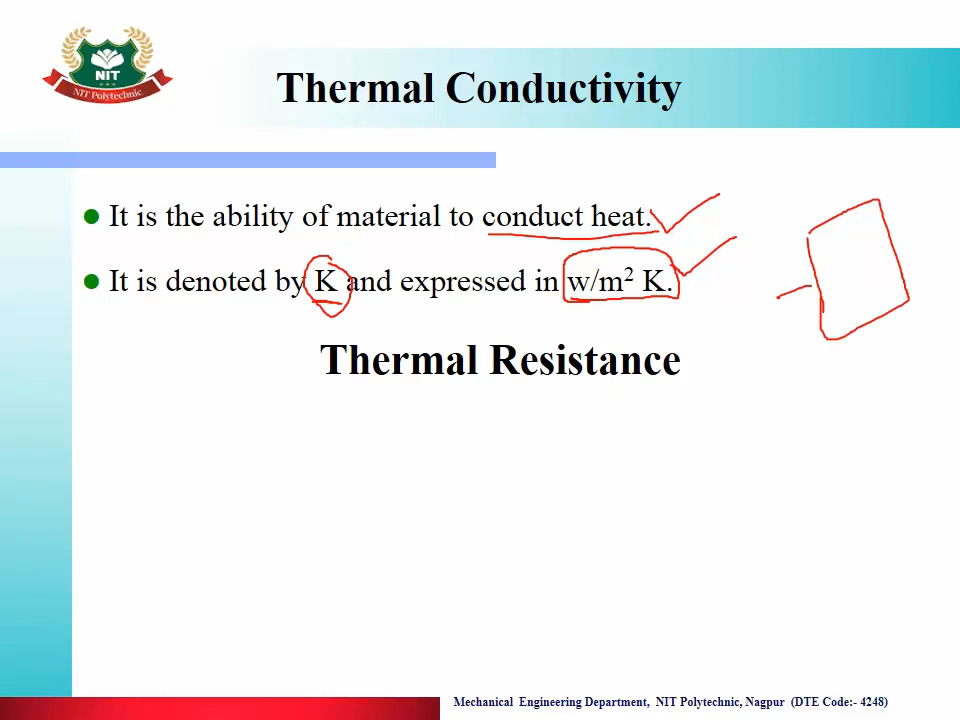 NIT
NIT Polytechnic
Thermal Conductivity
It is the ability of material to conduct heat.
It is denoted by K and expressed in w/m² K.
Thermal Resistance
Mechanical Engineering Department, NIT Polytechnic, Nagpur (DTE Code:- 4248)